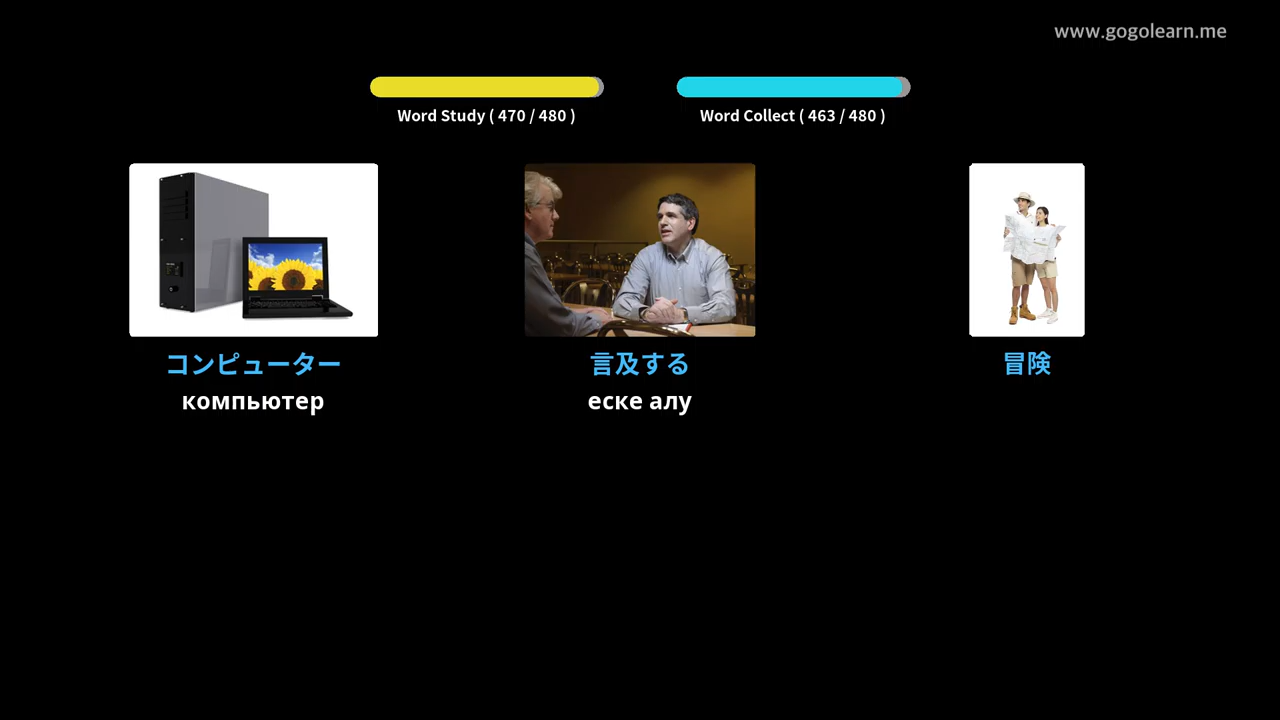 www.gogolearn.me
Word Study ( 470 / 480 )
Word Collect ( 463 / 480 )
コンピューター
компьютер
言及する
еске алу
冒険